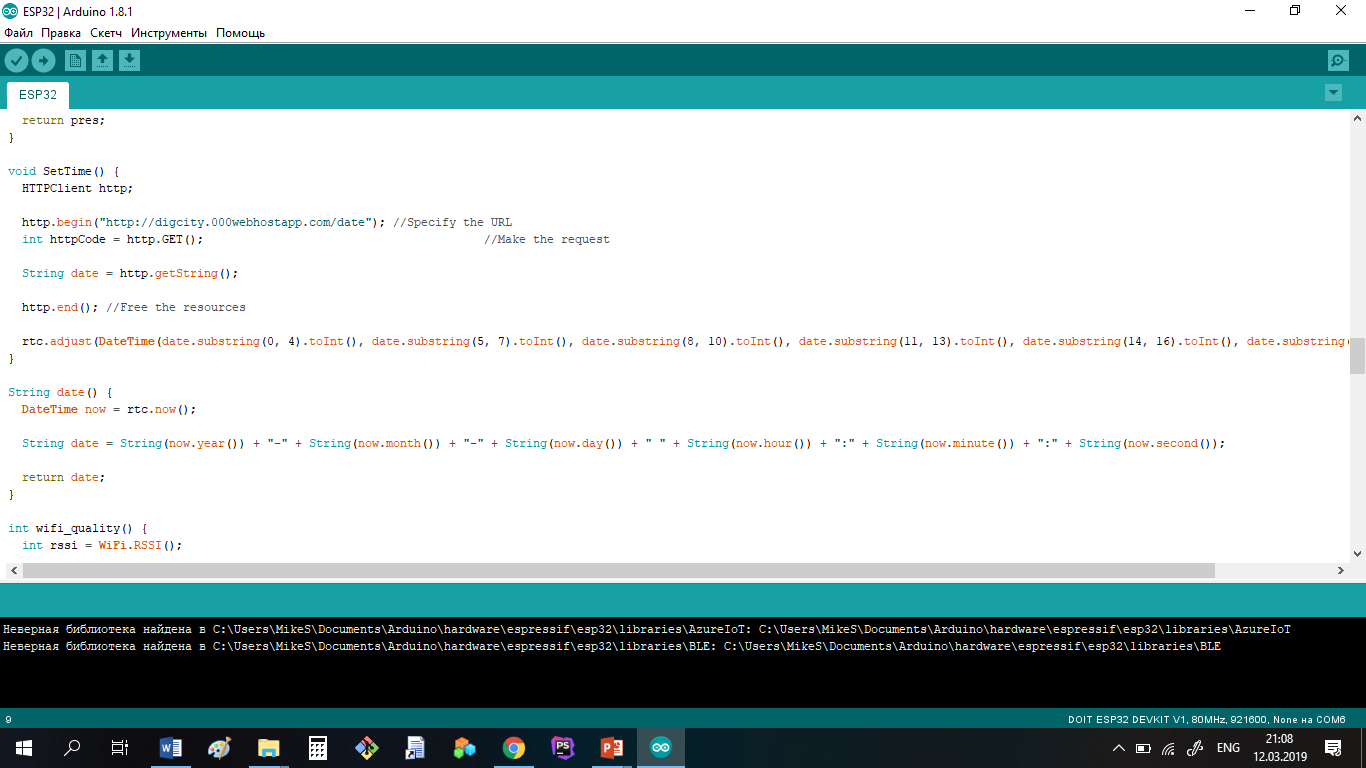 ESP32 | Arduino 1.8.1
Файл Правка Скетч Инструменты Помощь
ESP32
return pres;
}
void SetTime() {
HTTPClient http;
http.begin("http://digcity.000webhostapp.com/date"); //Specify the URL
int httpCode = http.GET(); //Make the request
String date = http.getString();
http.end(); //Free the resources
rtc.adjust(DateTime(date.substring(0, 4).toInt(), date.substring(5, 7).toInt(), date.substring(8, 10).toInt(), date.substring(11, 13).toInt(), date.substring(14, 16).toInt(), date.substring(
}
String date() {
DateTime now = rtc.now();
String date = String(now.year()) + "-" + String(now.month()) + "-" + String(now.day()) + " " + String(now.hour()) + ":" + String(now.minute()) + ":" + String(now.second());
return date;
}
int wifi_quality() {
int rssi = WiFi.RSSI();
Неверная библиотека найдена в C:\Users\MikeS\Documents\Arduino\hardware\espressif\esp32\libraries\AzureIoT: C:\Users\MikeS\Documents\Arduino\hardware\espressif\esp32\libraries\AzureIoT
Неверная библиотека найдена в C:\Users\MikeS\Documents\Arduino\hardware\espressif\esp32\libraries\BLE: C:\Users\MikeS\Documents\Arduino\hardware\espressif\esp32\libraries\BLE
9 DOIT ESP32 DEVKIT V1, 80MHz, 921600, None на COM6
ENG
21:08
12.03.2019